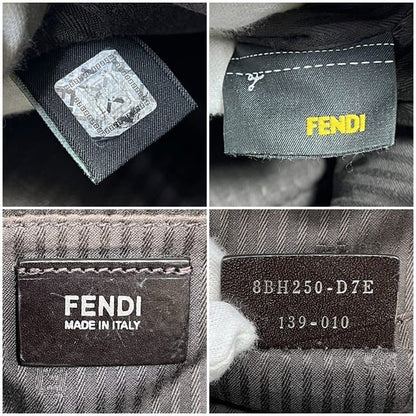 FENDI
FENDI
MADE IN ITALY
8BH250-D7E
139-010